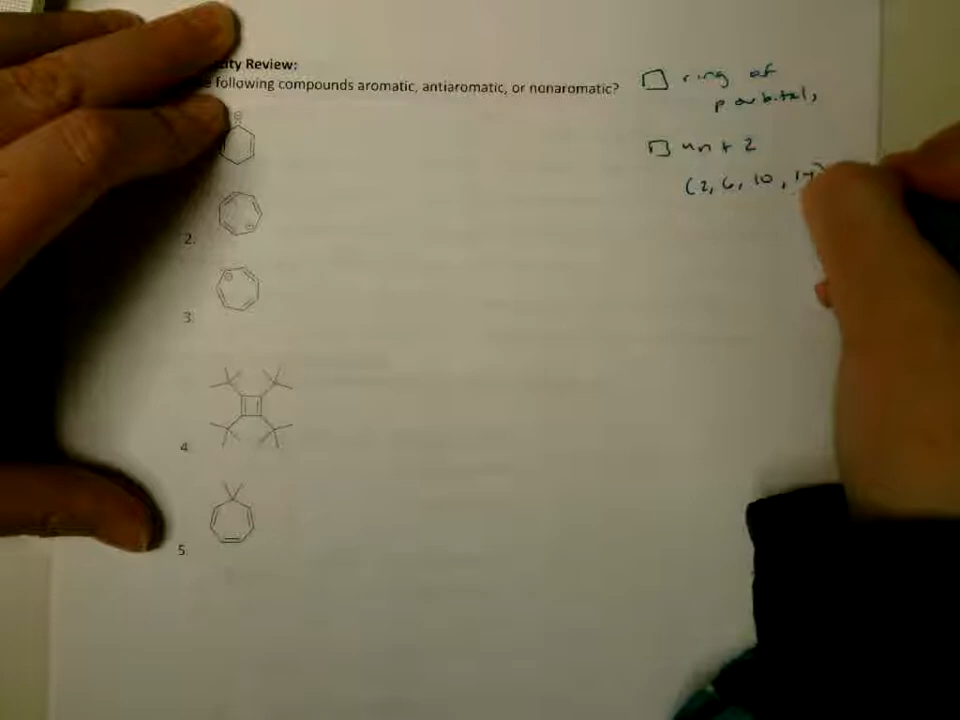 ity Review:
following compounds aromatic, antiaromatic, or nonaromatic?
ring of
p orbitals
4n + 2
(2, 6, 10, 14)
2.
3.
4
5.